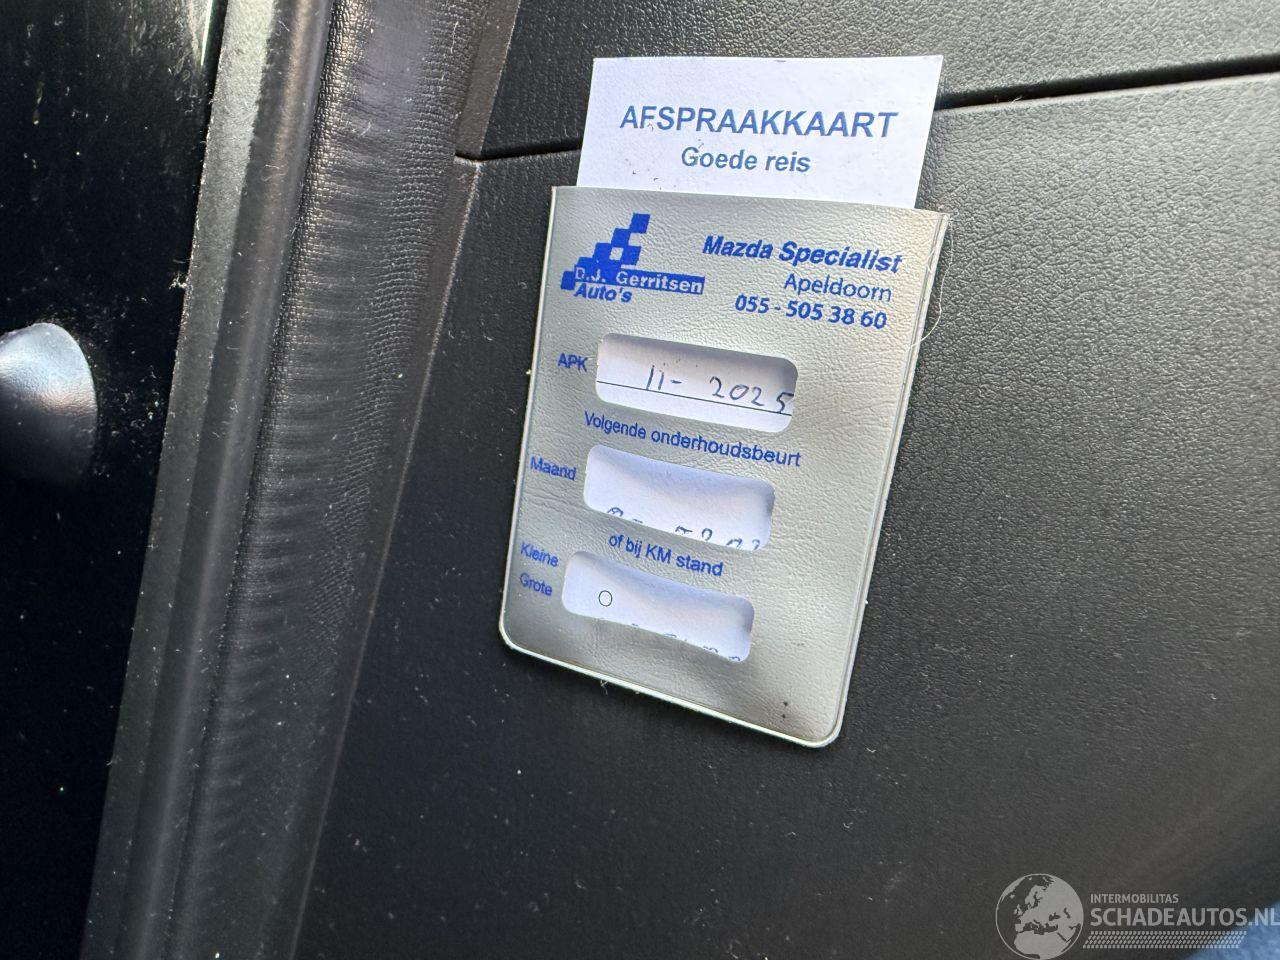 AFSPRAAKKAART
Goede reis
Mazda Specialist
Apeldoorn
055 - 505 38 60
D.J. Gerritsen
Auto's
APK 11- 2025
Volgende onderhoudsbeurt
Maand
of bij KM stand
Kleine
Grote
INTERMOBILITAS
SCHADEAUTOS.NL